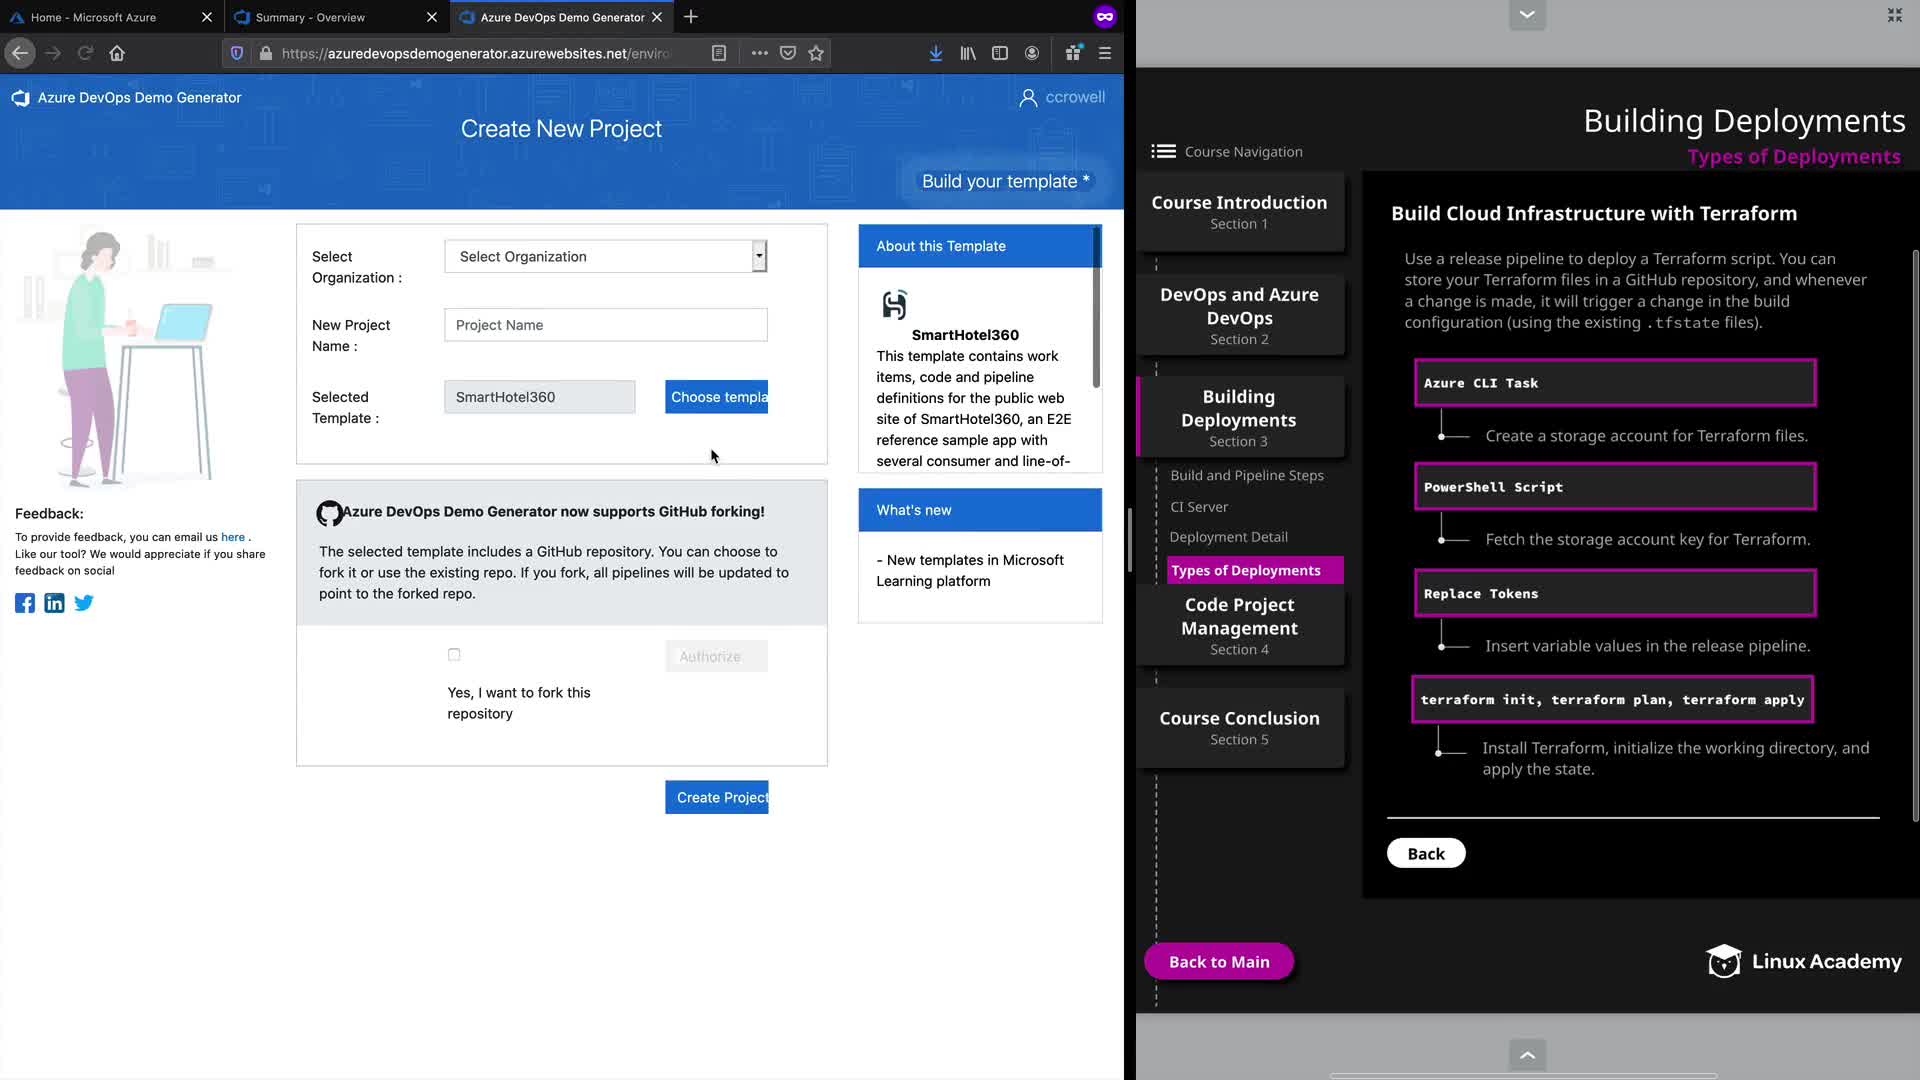 Home - Microsoft Azure
Summary - Overview
Azure DevOps Demo Generator
https://azuredevopsdemogenerator.azurewebsites.net/enviro
Azure DevOps Demo Generator
ccrowell
Create New Project
Build your template *
Select
Organization :
Select Organization
New Project
Name :
Project Name
Selected
Template :
SmartHotel360
Choose templa
About this Template
SmartHotel360
This template contains work
items, code and pipeline
definitions for the public web
site of SmartHotel360, an E2E
reference sample app with
several consumer and line-of-
Feedback:
To provide feedback, you can email us here .
Like our tool? We would appreciate if you share
feedback on social
Azure DevOps Demo Generator now supports GitHub forking!
The selected template includes a GitHub repository. You can choose to
fork it or use the existing repo. If you fork, all pipelines will be updated to
point to the forked repo.
Authorize
Yes, I want to fork this
repository
Create Project
What's new
- New templates in Microsoft
Learning platform
Building Deployments
Types of Deployments
Course Navigation
Course Introduction
Section 1
DevOps and Azure
DevOps
Section 2
Building
Deployments
Section 3
Build and Pipeline Steps
CI Server
Deployment Detail
Types of Deployments
Code Project
Management
Section 4
Course Conclusion
Section 5
Back to Main
Build Cloud Infrastructure with Terraform
Use a release pipeline to deploy a Terraform script. You can
store your Terraform files in a GitHub repository, and whenever
a change is made, it will trigger a change in the build
configuration (using the existing .tfstate files).
Azure CLI Task
Create a storage account for Terraform files.
PowerShell Script
Fetch the storage account key for Terraform.
Replace Tokens
Insert variable values in the release pipeline.
terraform init, terraform plan, terraform apply
Install Terraform, initialize the working directory, and
apply the state.
Back
Linux Academy